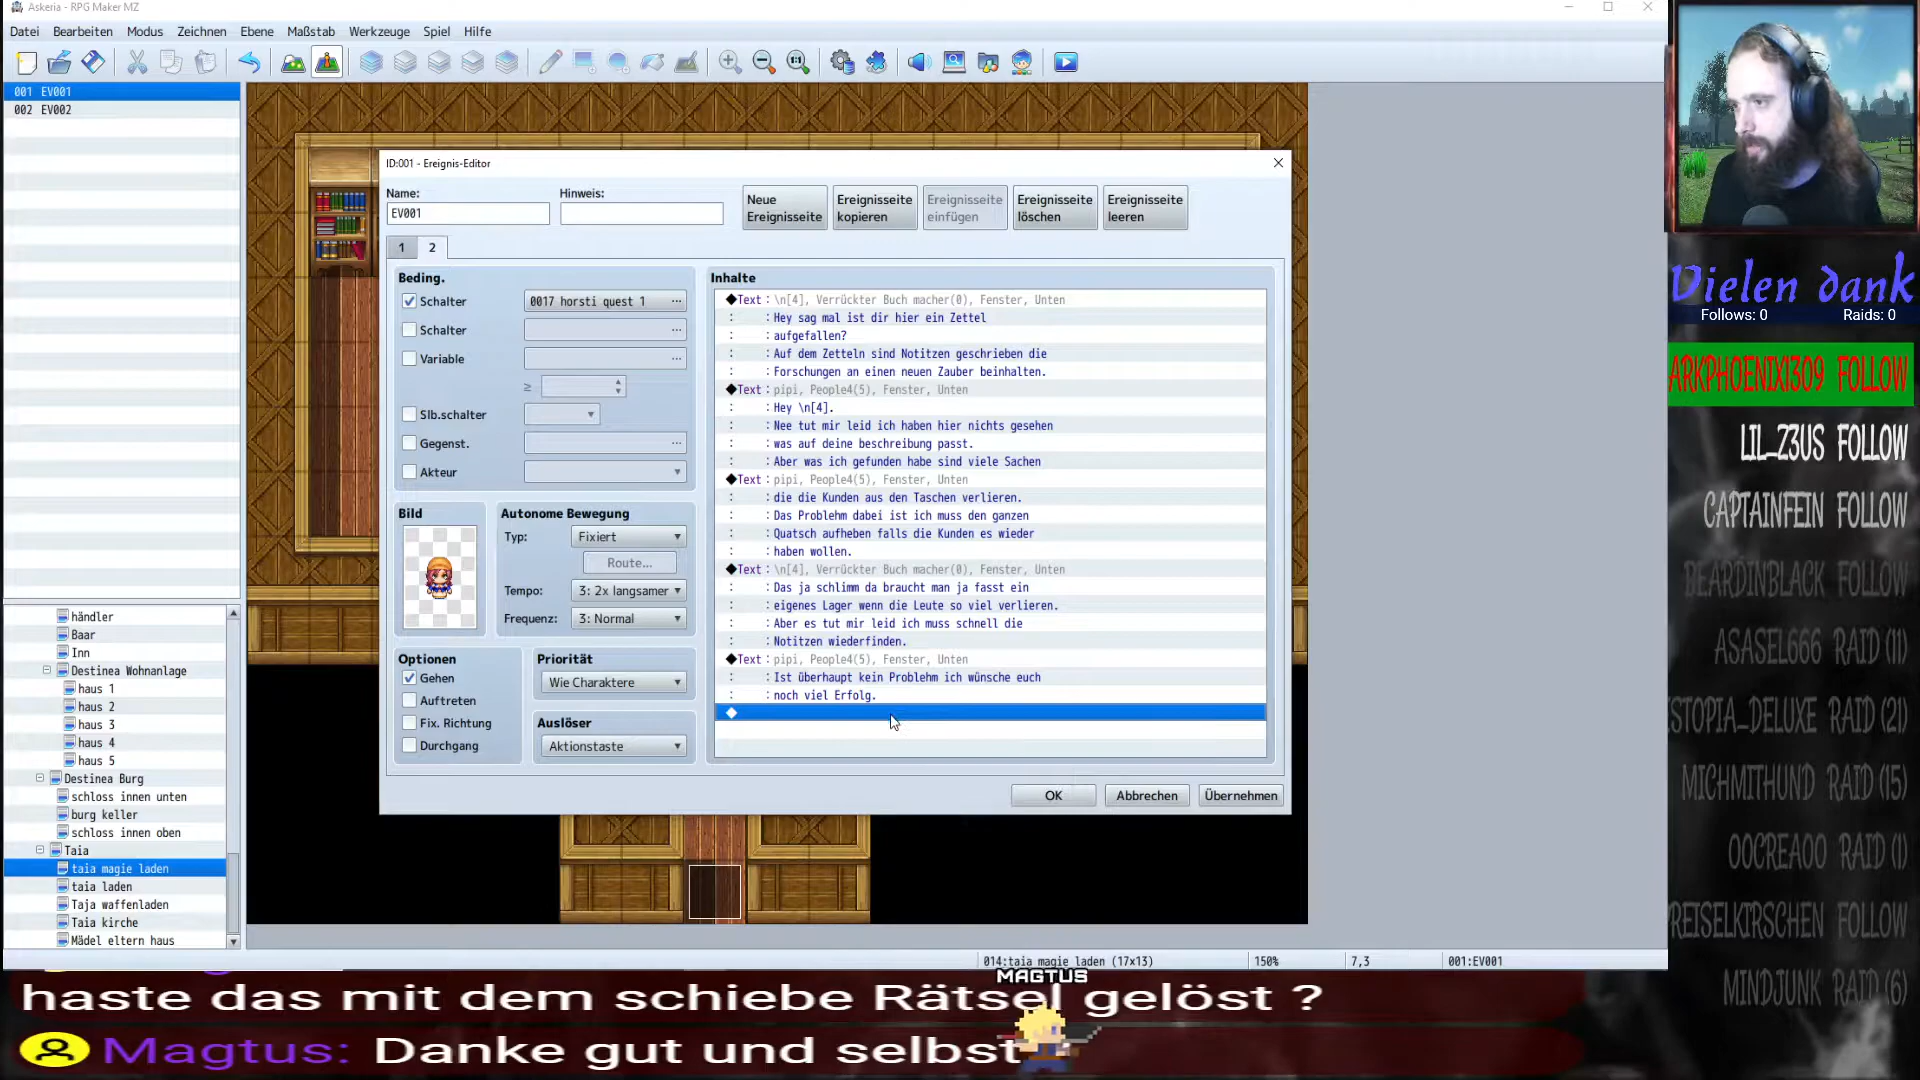 Askeria - RPG Maker MZ
Datei Bearbeiten Modus Zeichnen Ebene Maßstab Werkzeuge Spiel Hilfe
001 EV001
002 EV002
ID:001 - Ereignis-Editor
Name:
Hinweis:
EV001
Neue Ereignisseite
Ereignisseite kopieren
Ereignisseite einfügen
Ereignisseite löschen
Ereignisseite leeren
1 2
Beding.
Schalter 0017 horsti quest 1 ...
Schalter ...
Variable ...
≥
Slb.schalter
Gegenst. ...
Akteur
Bild
Autonome Bewegung
Typ: Fixiert
Route...
Tempo: 3: 2x langsamer
Frequenz: 3: Normal
Optionen
Gehen
Auftreten
Fix. Richtung
Durchgang
Priorität
Wie Charaktere
Auslöser
Aktionstaste
Inhalte
◆Text : \n[4], Verrückter Buch macher(0), Fenster, Unten
: : Hey sag mal ist dir hier ein Zettel
: : aufgefallen?
: : Auf dem Zetteln sind Notitzen geschrieben die
: : Forschungen an einen neuen Zauber beinhalten.
◆Text : pipi, People4(5), Fenster, Unten
: : Hey \n[4].
: : Nee tut mir leid ich haben hier nichts gesehen
: : was auf deine beschreibung passt.
: : Aber was ich gefunden habe sind viele Sachen
◆Text : pipi, People4(5), Fenster, Unten
: : die die Kunden aus den Taschen verlieren.
: : Das Problehm dabei ist ich muss den ganzen
: : Quatsch aufheben falls die Kunden es wieder
: : haben wollen.
◆Text : \n[4], Verrückter Buch macher(0), Fenster, Unten
: : Das ja schlimm da braucht man ja fasst ein
: : eigenes Lager wenn die Leute so viel verlieren.
: : Aber es tut mir leid ich muss schnell die
: : Notitzen wiederfinden.
◆Text : pipi, People4(5), Fenster, Unten
: : Ist überhaupt kein Problehm ich wünsche euch
: : noch viel Erfolg.
◆
OK Abbrechen Übernehmen
händler
Baar
Inn
Destinea Wohnanlage
haus 1
haus 2
haus 3
haus 4
haus 5
Destinea Burg
schloss innen unten
burg keller
schloss innen oben
Taia
taia magie laden
taia laden
Taja waffenladen
Taia kirche
Mädel eltern haus
014:taia magie laden (17x13) 150% 7,3 001:EV001
Vielen dank
Follows: 0 Raids: 0
ARKPHOENIX1309 FOLLOW
LIL_Z3US FOLLOW
CAPTAINFEIN FOLLOW
BEARDINBLACK FOLLOW
ASASEL666 RAID (11)
STOPIA_DELUXE RAID (21)
MICHMITHUND RAID (15)
OOCREAOO RAID (1)
REISELKIRSCHEN FOLLOW
MINDJUNK RAID (6)
MAGTUS
haste das mit dem schiebe Rätsel gelöst ?
Magtus: Danke gut und selbst